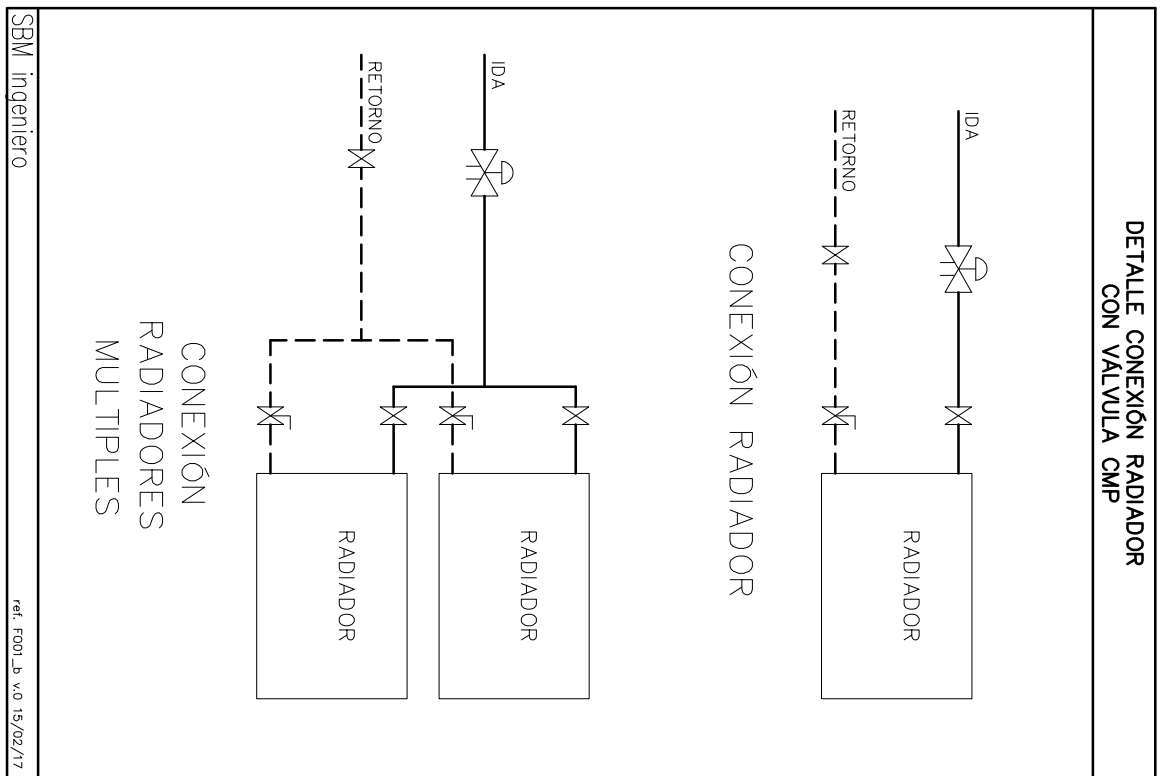 DETALLE CONEXIÓN RADIADOR
CON VÁLVULA CMP
IDA
RETORNO
RADIADOR
CONEXIÓN RADIADOR
IDA
RETORNO
RADIADOR
RADIADOR
CONEXIÓN
RADIADORES
MULTIPLES
SBM ingeniero
ref. F001_b v.0 15/02/17